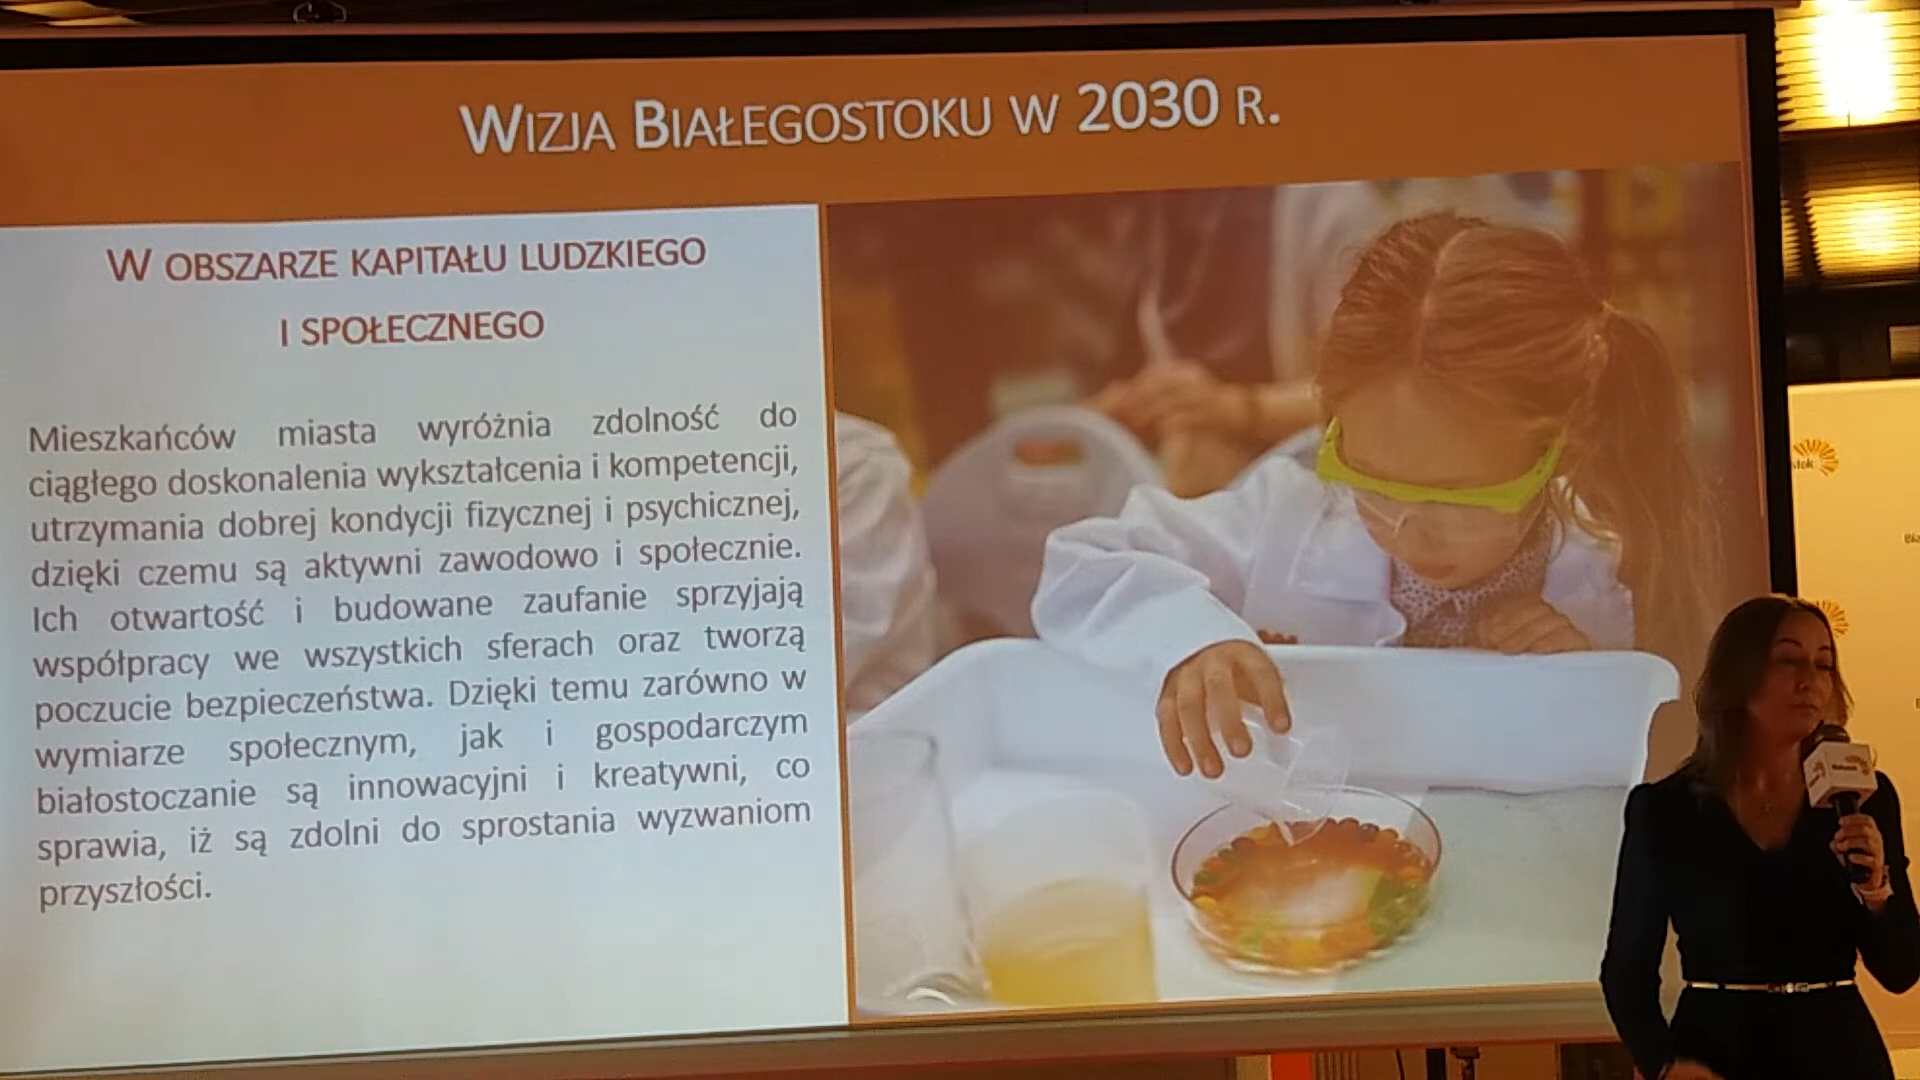 Wizja Białegostoku w 2030 r.
W obszarze kapitału ludzkiego
i społecznego
Mieszkańców miasta wyróżnia zdolność do
ciągłego doskonalenia wykształcenia i kompetencji,
utrzymania dobrej kondycji fizycznej i psychicznej,
dzięki czemu są aktywni zawodowo i społecznie.
Ich otwartość i budowane zaufanie sprzyjają
współpracy we wszystkich sferach oraz tworzą
poczucie bezpieczeństwa. Dzięki temu zarówno w
wymiarze społecznym, jak i gospodarczym
białostoczanie są innowacyjni i kreatywni, co
sprawia, iż są zdolni do sprostania wyzwaniom
przyszłości.